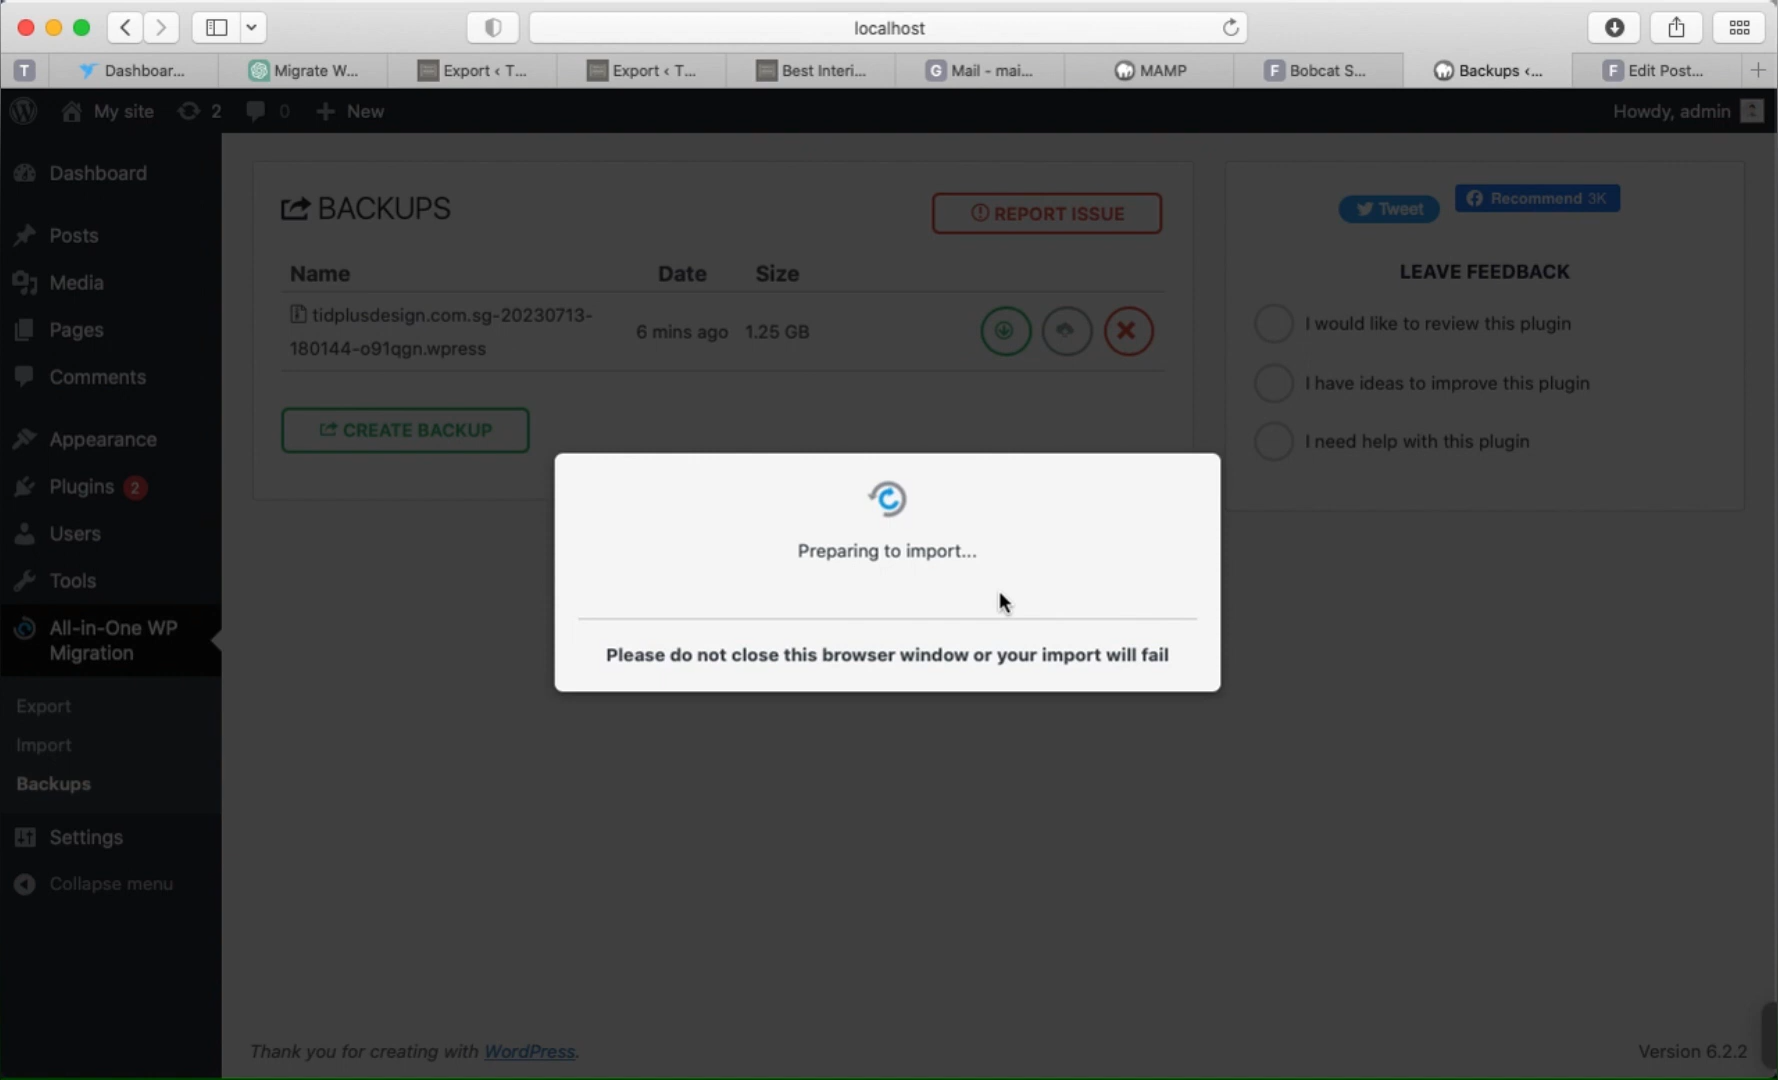 localhost
T
Dashboar...
Migrate W...
Export < T...
Export < T...
Best Interi...
G Mail - mai...
MAMP
F Bobcat S...
Backups <...
F Edit Post...
My site
2
0
New
Howdy, admin
Dashboard
Posts
Media
Pages
Comments
Appearance
Plugins 2
Users
Tools
All-in-One WP
Migration
Export
Import
Backups
Settings
Collapse menu
BACKUPS
REPORT ISSUE
Name Date Size
tidplusdesign.com.sg-20230713-
180144-o91qgn.wpress
6 mins ago 1.25 GB
CREATE BACKUP
Tweet
Recommend 3K
LEAVE FEEDBACK
I would like to review this plugin
I have ideas to improve this plugin
I need help with this plugin
Preparing to import...
Please do not close this browser window or your import will fail
Thank you for creating with WordPress.
Version 6.2.2